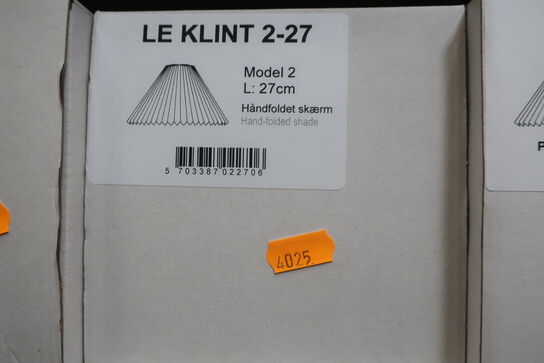 LE KLINT 2-27
Model 2
L: 27cm
Håndfoldet skærm
Hand-folded shade
5 703387 022706
4025.
P